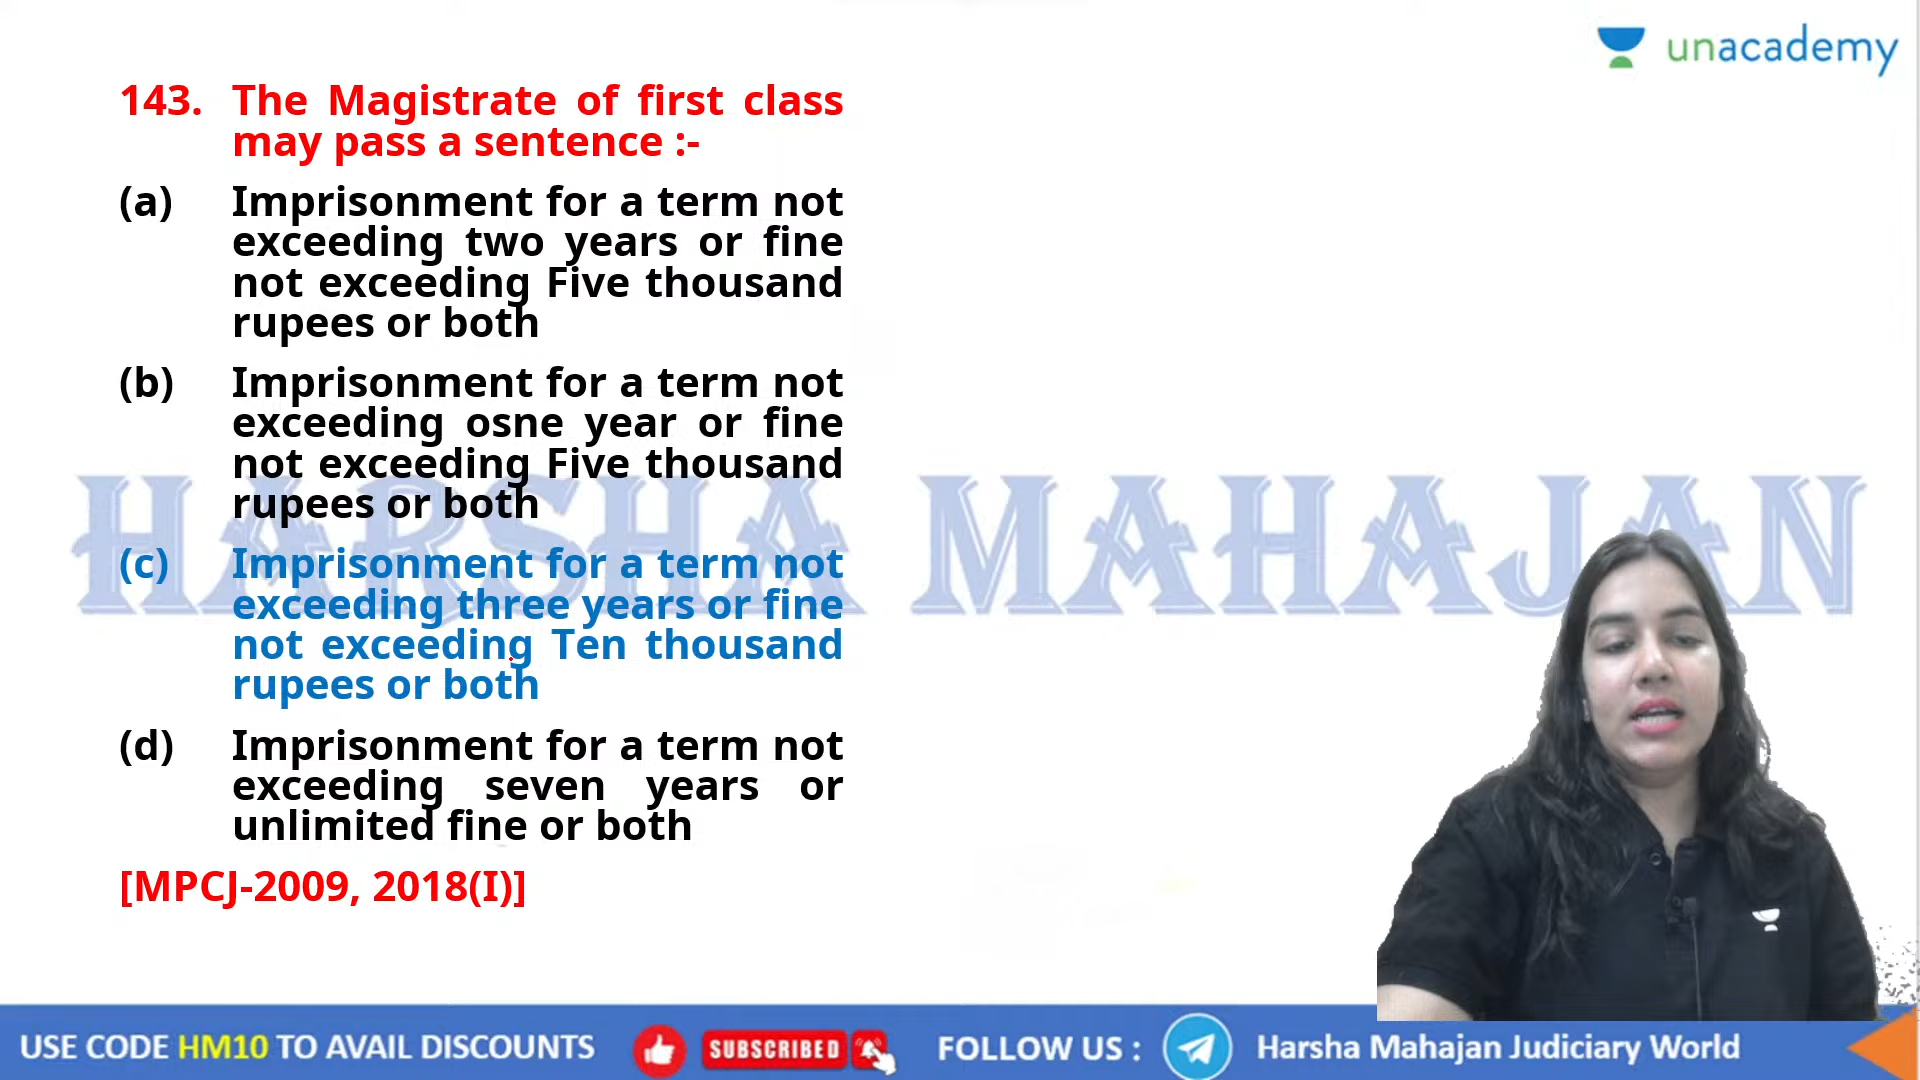 unacademy
143. The Magistrate of first class
may pass a sentence :-
(a) Imprisonment for a term not
exceeding two years or fine
not exceeding Five thousand
rupees or both
(b) Imprisonment for a term not
exceeding osne year or fine
not exceeding Five thousand
rupees or both
HARSHA MAHAJAN
(c) Imprisonment for a term not
exceeding three years or fine
not exceeding Ten thousand
rupees or both
(d) Imprisonment for a term not
exceeding seven years or
unlimited fine or both
[MPCJ-2009, 2018(I)]
USE CODE HM10 TO AVAIL DISCOUNTS SUBSCRIBED FOLLOW US : Harsha Mahajan Judiciary World